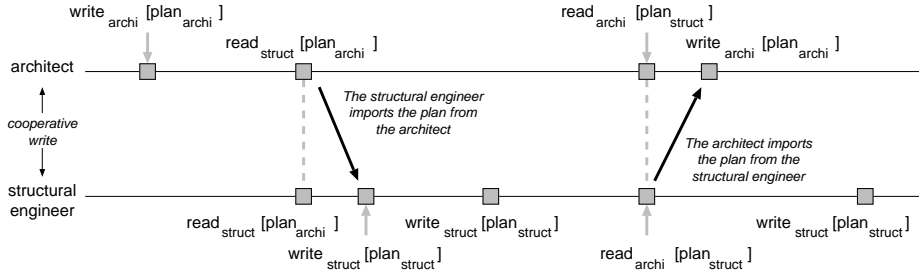 write archi [plan archi ]
read struct [plan archi ]
read archi [plan struct ]
write archi [plan archi ]
architect
The structural engineer
imports the plan from
the architect
cooperative
write
The architect imports
the plan from the
structural engineer
structural
engineer
read struct [plan archi ]
write struct [plan struct ]
write struct [plan struct ]
read archi [plan struct ]
write struct [plan struct ]